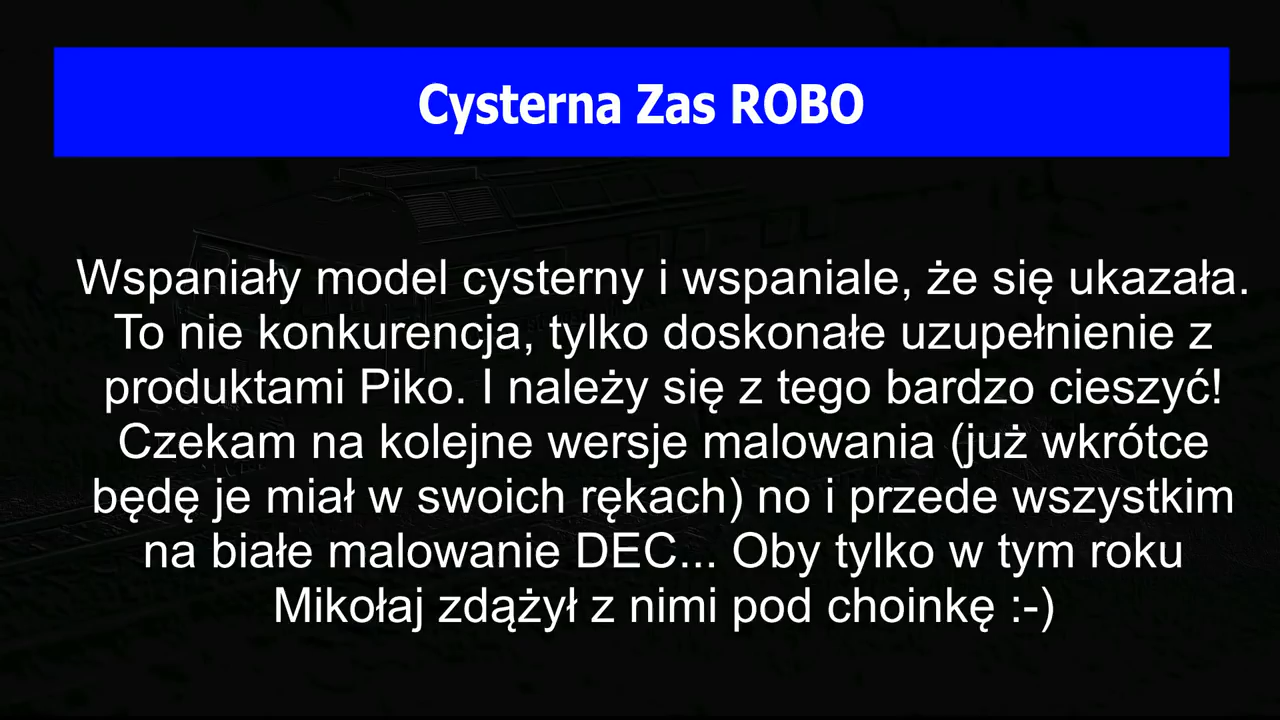 Cysterna Zas ROBO
Wspaniały model cysterny i wspaniale, że się ukazała.
To nie konkurencja, tylko doskonałe uzupełnienie z
produktami Piko. I należy się z tego bardzo cieszyć!
Czekam na kolejne wersje malowania (już wkrótce
będę je miał w swoich rękach) no i przede wszystkim
na białe malowanie DEC... Oby tylko w tym roku
Mikołaj zdążył z nimi pod choinkę :-)